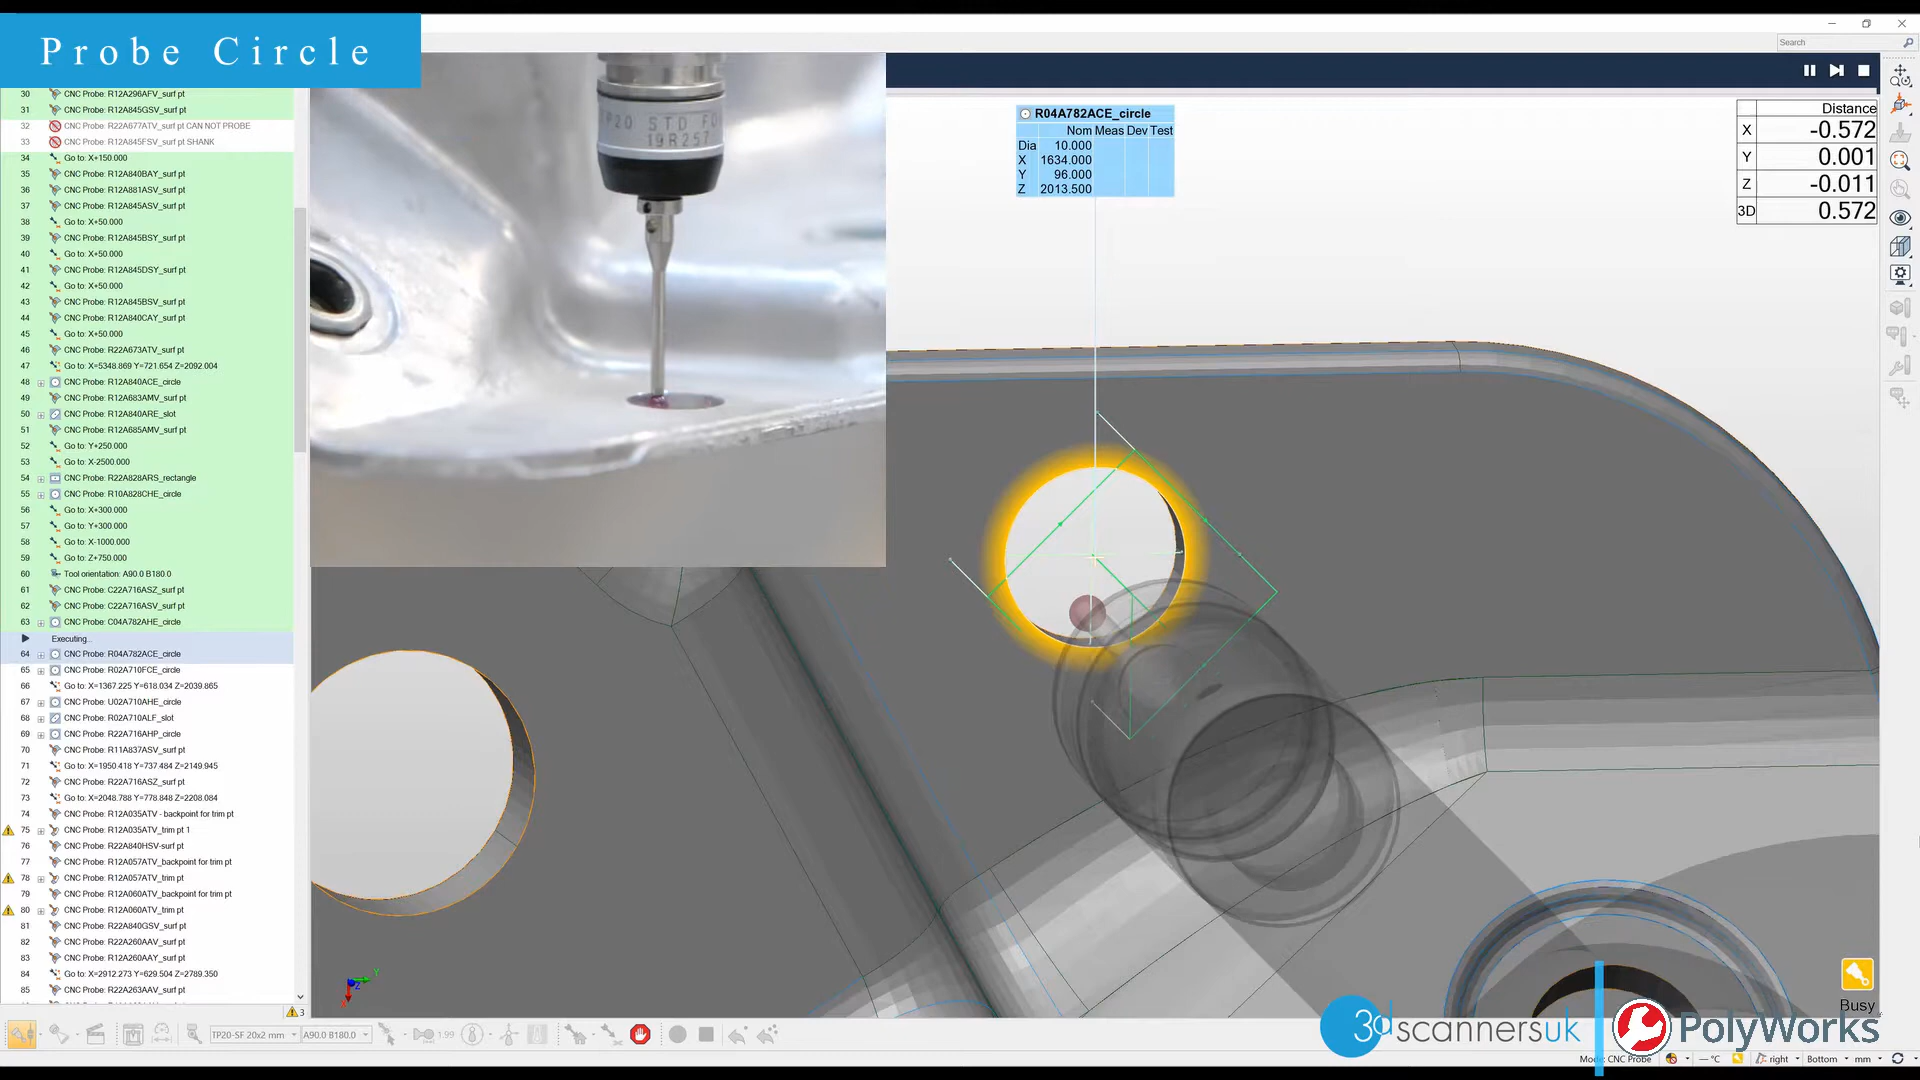 Probe Circle
Search
30 CNC Probe: R12A296AFV_surf pt
31 CNC Probe: R12A845GSV_surf pt
32 CNC Probe: R22A677ATV_surf pt CAN NOT PROBE
33 CNC Probe: R12A845FSV_surf pt SHANK
34 Go to: X+150.000
35 CNC Probe: R12A840BAY_surf pt
36 CNC Probe: R12A881ASV_surf pt
37 CNC Probe: R12A845ASV_surf pt
38 Go to: X+50.000
39 CNC Probe: R12A845BSY_surf pt
40 Go to: X+50.000
41 CNC Probe: R12A845DSY_surf pt
42 Go to: X+50.000
43 CNC Probe: R12A845BSV_surf pt
44 CNC Probe: R12A840CAY_surf pt
45 Go to: X+50.000
46 CNC Probe: R22A673ATV_surf pt
47 Go to: X=5348.869 Y=721.654 Z=2092.004
48 CNC Probe: R12A840ACE_circle
49 CNC Probe: R12A683AMV_surf pt
50 CNC Probe: R12A840ARE_slot
51 CNC Probe: R12A685AMV_surf pt
52 Go to: Y+250.000
53 Go to: X-2500.000
54 CNC Probe: R22A828ARS_rectangle
55 CNC Probe: R10A828CHE_circle
56 Go to: X+300.000
57 Go to: Y+300.000
58 Go to: X-1000.000
59 Go to: Z+750.000
60 Tool orientation: A90.0 B180.0
61 CNC Probe: C22A716ASZ_surf pt
62 CNC Probe: C22A716ASV_surf pt
63 CNC Probe: C04A782AHE_circle
Executing...
64 CNC Probe: R04A782ACE_circle
65 CNC Probe: R02A710FCE_circle
66 Go to: X=1367.225 Y=618.034 Z=2039.865
67 CNC Probe: U02A710AHE_circle
68 CNC Probe: R02A710ALF_slot
69 CNC Probe: R22A716AHP_circle
70 CNC Probe: R11A837ASV_surf pt
71 Go to: X=1950.418 Y=737.484 Z=2149.945
72 CNC Probe: R22A716ASZ_surf pt
73 Go to: X=2048.788 Y=778.848 Z=2208.084
74 CNC Probe: R12A035ATV - backpoint for trim pt
75 CNC Probe: R12A035ATV_trim pt 1
76 CNC Probe: R22A840HSV-surf pt
77 CNC Probe: R12A057ATV_backpoint for trim pt
78 CNC Probe: R12A057ATV_trim pt
79 CNC Probe: R12A060ATV_backpoint for trim pt
80 CNC Probe: R12A060ATV_trim pt
81 CNC Probe: R22A840GSV_surf pt
82 CNC Probe: R22A260AAV_surf pt
83 CNC Probe: R22A260AAY_surf pt
84 Go to: X=2912.273 Y=629.504 Z=2789.350
85 CNC Probe: R22A263AAV_surf pt
3
TP20 STD FO
19R257
R04A782ACE_circle
Nom Meas Dev Test
Dia 10.000
X 1634.000
Y 96.000
Z 2013.500
Distance
X -0.572
Y 0.001
Z -0.011
3D 0.572
Y
Z
X
Busy
TP20-SF 20x2 mm
A90.0 B180.0
1.99
3d scannersuk
PolyWorks
Mode: CNC Probe
— °C
right
Bottom
mm